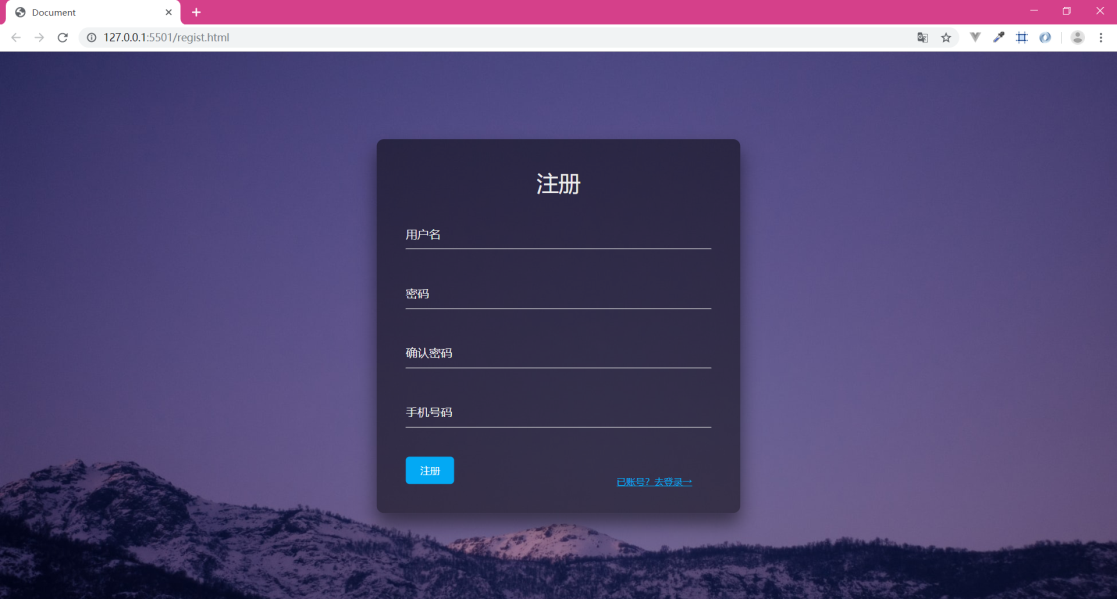 Document
127.0.0.1:5501/regist.html
注册
用户名
密码
确认密码
手机号码
注册
已账号？去登录→